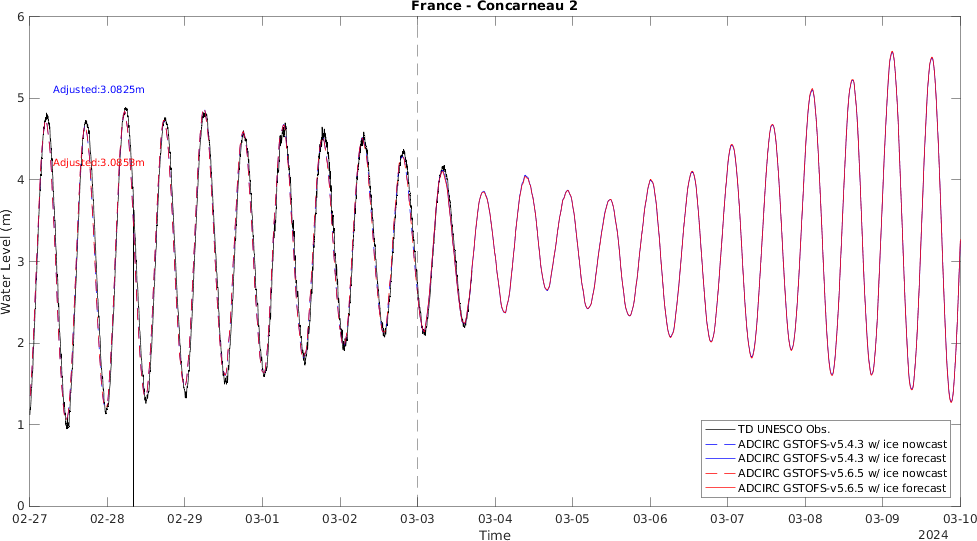 France - Concarneau 2
6
5
4
3
2
1
0
Water Level (m)
Adjusted:3.0825m
Adjusted:3.0858m
TD UNESCO Obs.
ADCIRC GSTOFS-v5.4.3 w/ ice nowcast
ADCIRC GSTOFS-v5.4.3 w/ ice forecast
ADCIRC GSTOFS-v5.6.5 w/ ice nowcast
ADCIRC GSTOFS-v5.6.5 w/ ice forecast
02-27 02-28 02-29 03-01 03-02 03-03 03-04 03-05 03-06 03-07 03-08 03-09 03-10
Time
2024